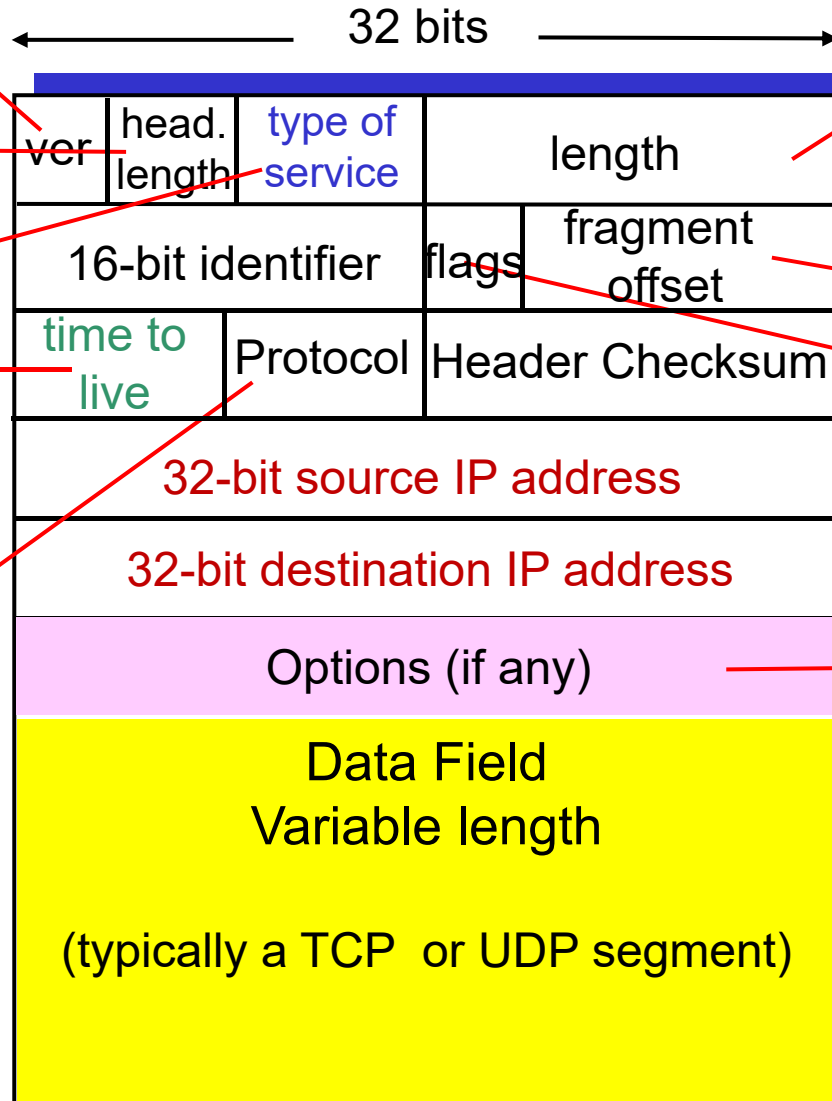 32 bits
ver
head.
length
type of
service
length
16-bit identifier
flags
fragment
offset
time to
live
Protocol
Header Checksum
32-bit source IP address
32-bit destination IP address
Options (if any)
Data Field
Variable length
(typically a TCP or UDP segment)